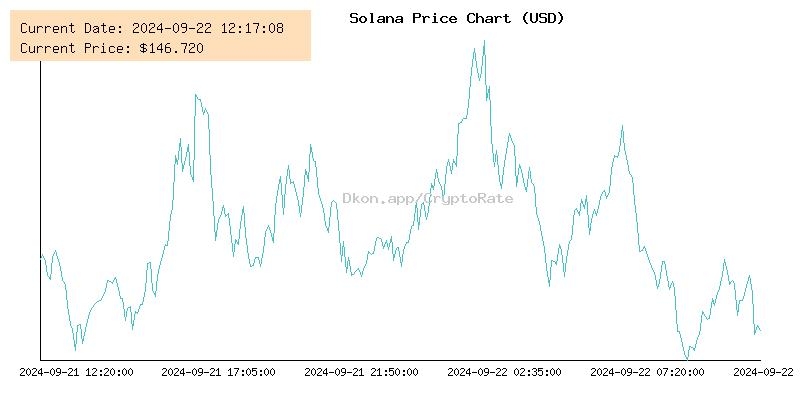 Solana Price Chart (USD)
Current Date: 2024-09-22 12:17:08
Current Price: $146.720
Dkon.app/CryptoRate
2024-09-21 12:20:00
2024-09-21 17:05:00
2024-09-21 21:50:00
2024-09-22 02:35:00
2024-09-22 07:20:00
2024-09-22